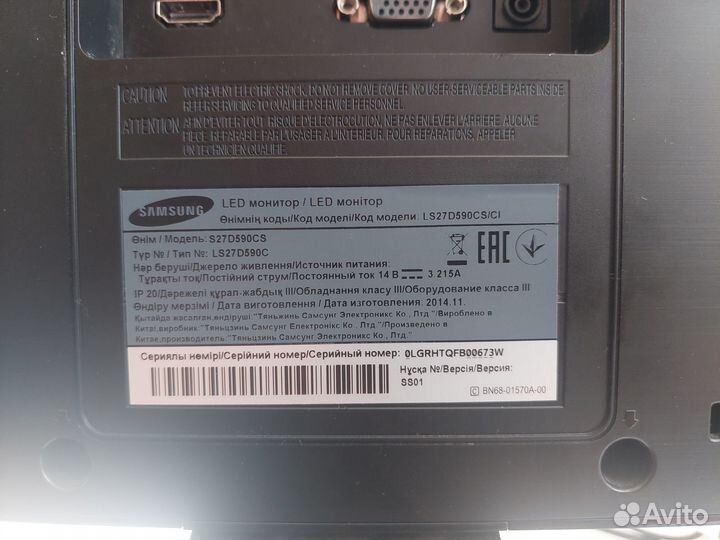 CAUTION
TO PREVENT ELECTRIC SHOCK, DO NOT REMOVE COVER. NO USER-SERVICEABLE PARTS INSIDE
REFER SERVICING TO QUALIFIED SERVICE PERSONNEL.
ATTENTION
AFIN D'EVITER TOUT RISQUE D'ELECTROCUTION, NE PAS ENLEVER L'ARRIERE. AUCUNE
PIECE REPARABLE PAR L'USAGER A L'INTERIEUR. POUR REPARATIONS, APPELER
UN TECHNICIEN QUALIFIE.
SAMSUNG
LED монитор / LED монітор
Өнімнің коды/Код моделі/Код модели: LS27D590CS/CI
Өнім / Модель: S27D590CS
Түр № / Тип №: LS27D590C
Нәр беруші/Джерело живлення/Источник питания:
Тұрақты тоқ/Постійний струм/Постоянный ток 14 В 3.215A
IP 20/Дәрежелі құрал-жабдық III/Обладнання класу III/Оборудование класса III
Өндіру мерзімі / Дата виготовлення / Дата изготовления: 2014.11.
Қытайда жасалған,өндіруші "Тяньжинь Самсунг Электроникс Ко., Лтд."/Вироблено в
Китаї,виробник:"Тяньцзинь Самсунг Електронікс Ко., Лтд."/Произведено в
Китае,производитель:"Тяньцзинь Самсунг Электроникс Ко., Лтд."
EAC
Сериялы нөмірі/Серійний номер/Серийный номер: 0LGRHTQFB00673W
Нұсқа №/Версія/Версия:
SS01
C BN68-01570A-00
Avito